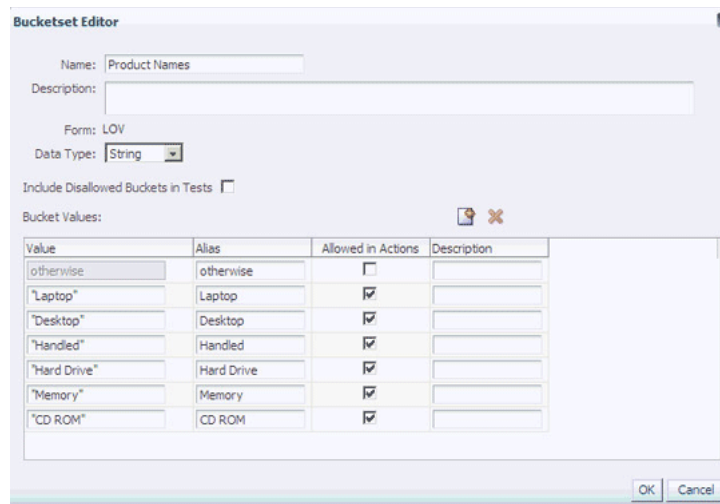 Bucketset Editor
Name: Product Names
Description:
Form: LOV
Data Type: String
Include Disallowed Buckets in Tests
Bucket Values:
Value Alias Allowed in Actions Description
otherwise otherwise
"Laptop" Laptop
"Desktop" Desktop
"Handled" Handled
"Hard Drive" Hard Drive
"Memory" Memory
"CD ROM" CD ROM
OK Cancel